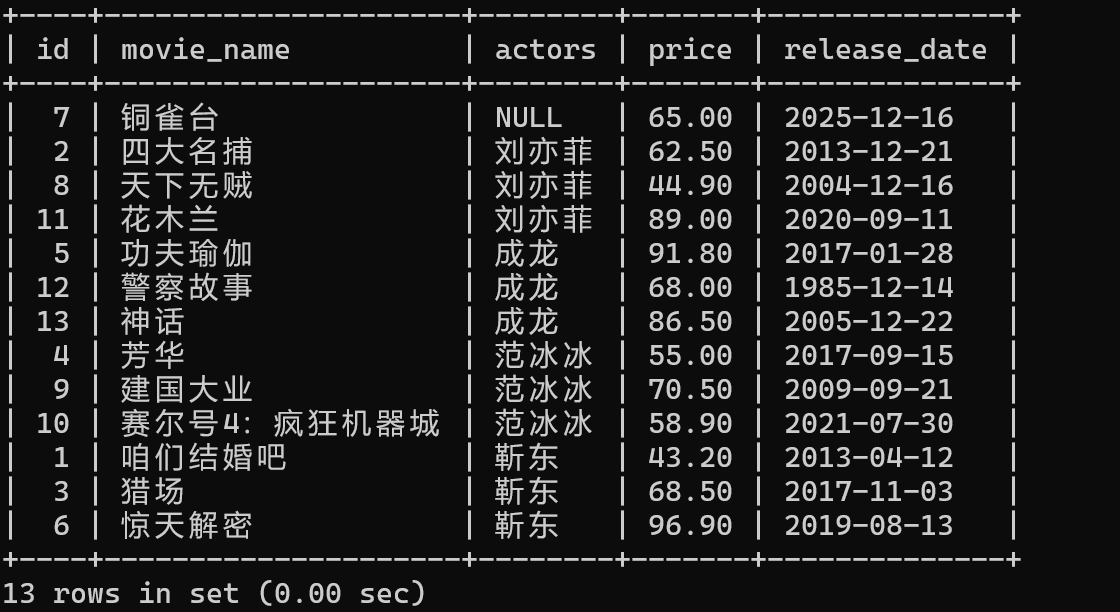 +----+--------------------+--------+-------+--------------+
| id | movie_name | actors | price | release_date |
+----+--------------------+--------+-------+--------------+
| 7 | 铜雀台 | NULL | 65.00 | 2025-12-16 |
| 2 | 四大名捕 | 刘亦菲 | 62.50 | 2013-12-21 |
| 8 | 天下无贼 | 刘亦菲 | 44.90 | 2004-12-16 |
| 11 | 花木兰 | 刘亦菲 | 89.00 | 2020-09-11 |
| 5 | 功夫瑜伽 | 成龙 | 91.80 | 2017-01-28 |
| 12 | 警察故事 | 成龙 | 68.00 | 1985-12-14 |
| 13 | 神话 | 成龙 | 86.50 | 2005-12-22 |
| 4 | 芳华 | 范冰冰 | 55.00 | 2017-09-15 |
| 9 | 建国大业 | 范冰冰 | 70.50 | 2009-09-21 |
| 10 | 赛尔号4：疯狂机器城 | 范冰冰 | 58.90 | 2021-07-30 |
| 1 | 咱们结婚吧 | 靳东 | 43.20 | 2013-04-12 |
| 3 | 猎场 | 靳东 | 68.50 | 2017-11-03 |
| 6 | 惊天解密 | 靳东 | 96.90 | 2019-08-13 |
+----+--------------------+--------+-------+--------------+
13 rows in set (0.00 sec)